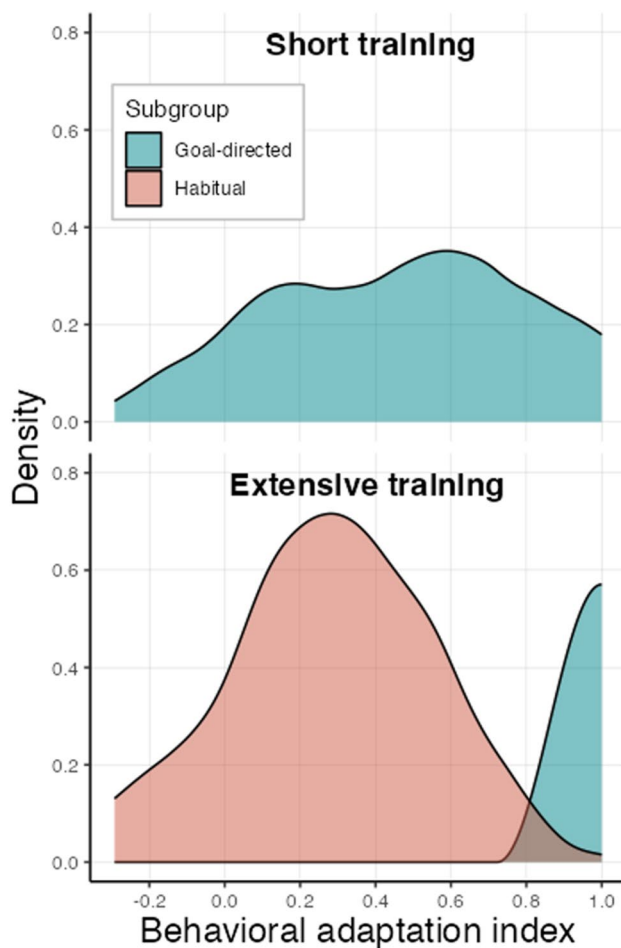 Short training
0.8
Subgroup
Goal-directed
Habitual
0.6
0.4
0.2
0.0
Density
Extensive training
0.8
0.6
0.4
0.2
0.0
-0.2 0.0 0.2 0.4 0.6 0.8 1.0
Behavioral adaptation index